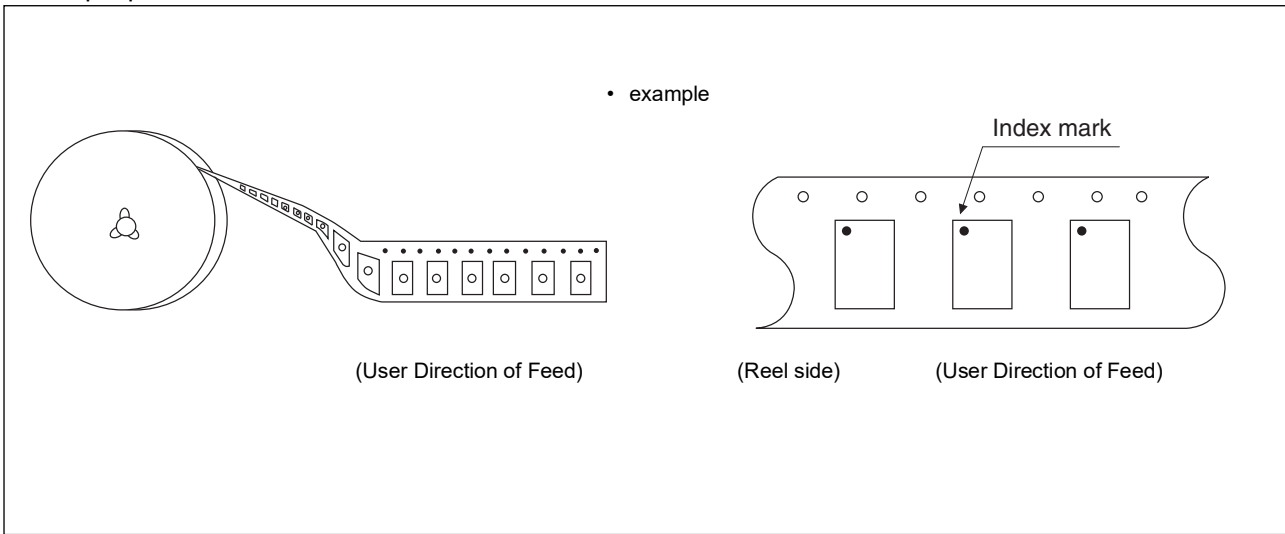 • example
Index mark
(User Direction of Feed)
(Reel side)
(User Direction of Feed)